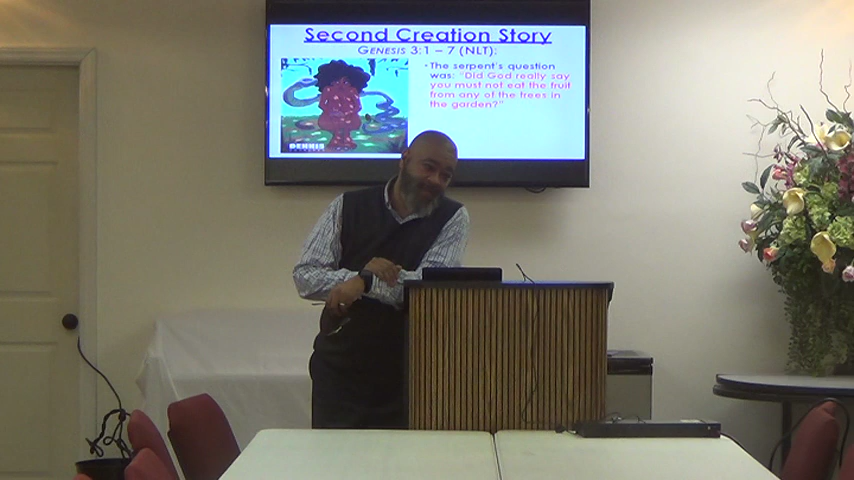 Second Creation Story
GENESIS 3:1 – 7 (NLT):
• The serpent's question
was: "Did God really say
you must not eat the fruit
from any of the trees in
the garden?"
DENNIS